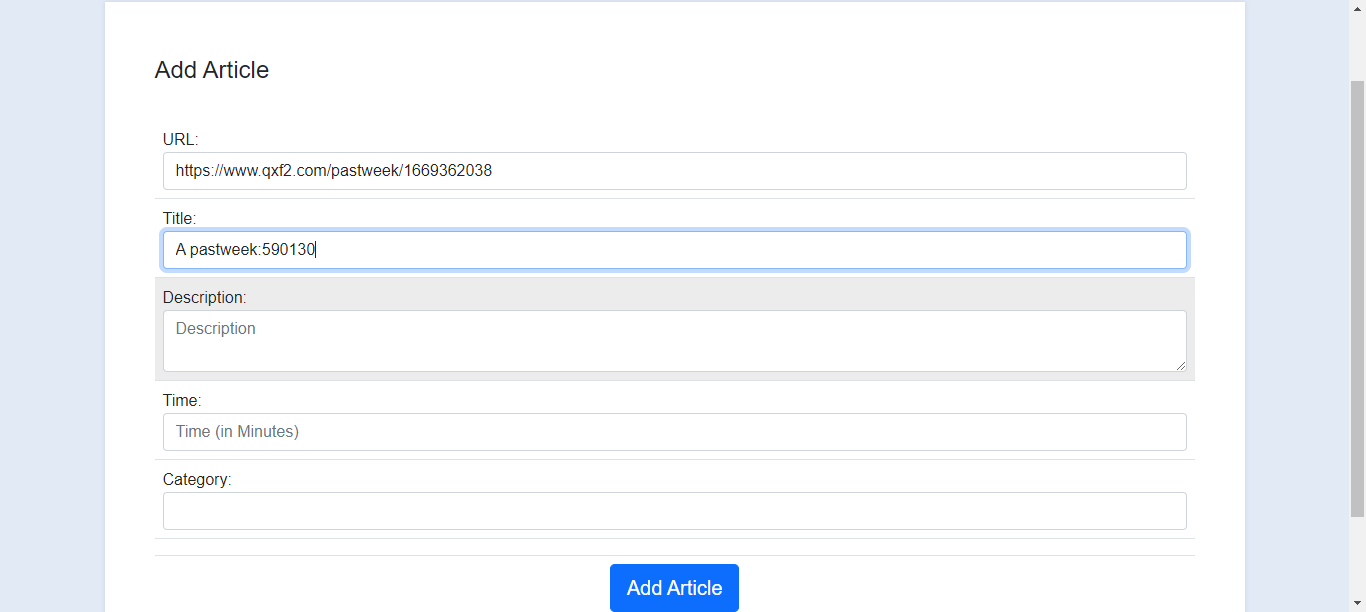 Add Article
URL:
https://www.qxf2.com/pastweek/1669362038
Title:
A pastweek:590130
Description:
Description
Time:
Time (in Minutes)
Category:
Add Article